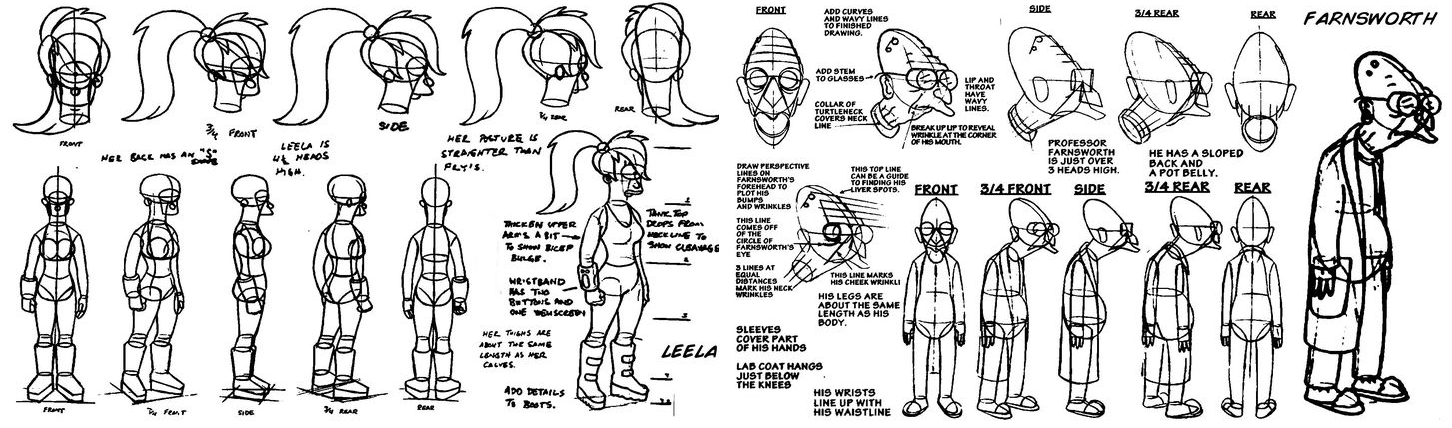 FRONT
3/4 FRONT
SIDE
3/4 REAR
REAR
HER BACK HAS AN "S"
LEELA IS
4½ HEADS
HIGH.
HER POSTURE IS
STRAIGHTER THAN
FRY'S.
THICKEN UPPER
ARMS A BIT
TO SHOW BICEP
BULGE.
TANK TOP
DROPS FROM
NECKLINE TO
SHOW CLEAVAGE
WRISTBAND
HAS TWO
BUTTONS AND
ONE VIEWSCREEN
HER THIGHS ARE
ABOUT THE SAME
LENGTH AS HER
CALVES.
ADD DETAILS
TO BOOTS.
1
2
3
4
LEELA
FRONT
3/4 FRONT
SIDE
3/4 REAR
REAR
FRONT
ADD CURVES
AND WAVY LINES
TO FINISHED
DRAWING.
SIDE
3/4 REAR
REAR
FARNSWORTH
ADD STEM
TO GLASSES
COLLAR OF
TURTLENECK
COVERS NECK
LINE
LIP AND
THROAT
HAVE
WAVY
LINES.
BREAK UP LIP TO REVEAL
WRINKLE AT THE CORNER
OF HIS MOUTH.
PROFESSOR
FARNSWORTH
IS JUST OVER
3 HEADS HIGH.
HE HAS A SLOPED
BACK AND
A POT BELLY.
DRAW PERSPECTIVE
LINES ON
FARNSWORTH'S
FOREHEAD TO
PLOT HIS
BUMPS
AND WRINKLES
THIS TOP LINE
CAN BE A GUIDE
TO FINDING HIS
LIVER SPOTS.
THIS LINE
COMES OFF
OF THE
CIRCLE OF
FARNSWORTH'S
EYE
3 LINES AT
EQUAL
DISTANCES
MARK HIS NECK
WRINKLES
THIS LINE MARKS
HIS CHEEK WRINKLI
HIS LEGS ARE
ABOUT THE SAME
LENGTH AS HIS
BODY.
SLEEVES
COVER PART
OF HIS HANDS
LAB COAT HANGS
JUST BELOW
THE KNEES
HIS WRISTS
LINE UP WITH
HIS WAISTLINE
FRONT
3/4 FRONT
SIDE
3/4 REAR
REAR